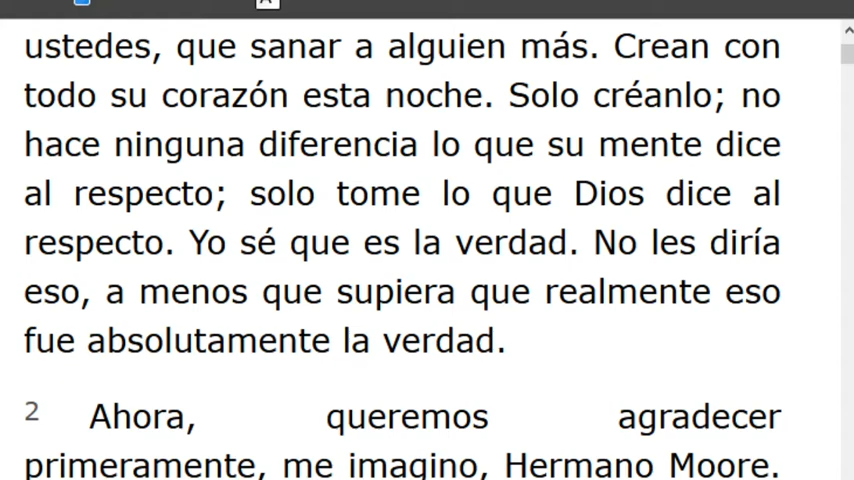 ustedes, que sanar a alguien más. Crean con
todo su corazón esta noche. Solo créanlo; no
hace ninguna diferencia lo que su mente dice
al respecto; solo tome lo que Dios dice al
respecto. Yo sé que es la verdad. No les diría
eso, a menos que supiera que realmente eso
fue absolutamente la verdad.
2 Ahora, queremos agradecer
primeramente, me imagino, Hermano Moore.